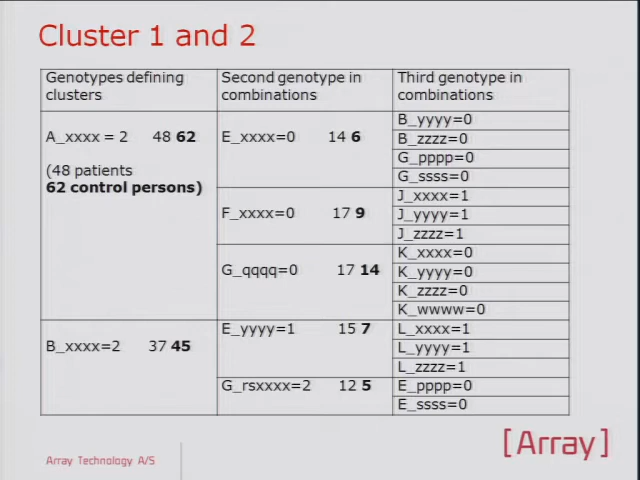 Cluster 1 and 2
Genotypes defining clusters
Second genotype in combinations
Third genotype in combinations
A_xxxx = 2 48 62
(48 patients
62 control persons)
E_xxxx=0 14 6
B_yyyy=0
B_zzzz=0
G_pppp=0
G_ssss=0
F_xxxx=0 17 9
J_xxxx=1
J_yyyy=1
J_zzzz=1
G_qqqq=0 17 14
K_xxxx=0
K_yyyy=0
K_zzzz=0
K_wwww=0
B_xxxx=2 37 45
E_yyyy=1 15 7
L_xxxx=1
L_yyyy=1
L_zzzz=1
G_rsxxxx=2 12 5
E_pppp=0
E_ssss=0
Array Technology A/S
[Array]